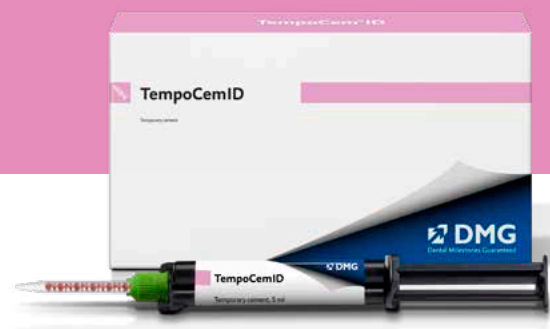 TempoCem®ID
TempoCemID
Temporary cement
DMG
Dental Milestones Guaranteed
DMG
TempoCemID
Temporary cement, 5 ml